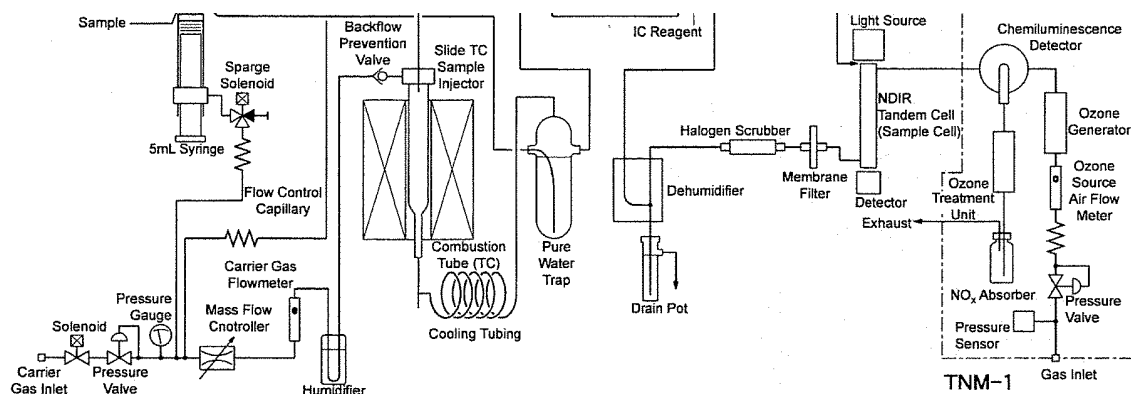 Sample
Sparge
Solenoid
5mL Syringe
Flow Control
Capillary
Backflow
Prevention
Valve
Slide TC
Sample
Injector
IC Reagent
Light Source
Chemiluminescence
Detector
NDIR
Tandem Cell
(Sample Cell)
Ozone
Generator
Halogen Scrubber
Membrane
Filter
Dehumidifier
Detector
Ozone
Treatment
Unit
Ozone
Source
Air Flow
Meter
Exhaust
Combustion
Tube (TC)
Pure
Water
Trap
Carrier Gas
Flowmeter
Pressure
Gauge
Mass Flow
Cnotroller
Solenoid
Cooling Tubing
Drain Pot
NOx Absorber
Pressure
Valve
Pressure
Sensor
Carrier
Gas Inlet
Pressure
Valve
Humidifier
Gas Inlet
TNM-1